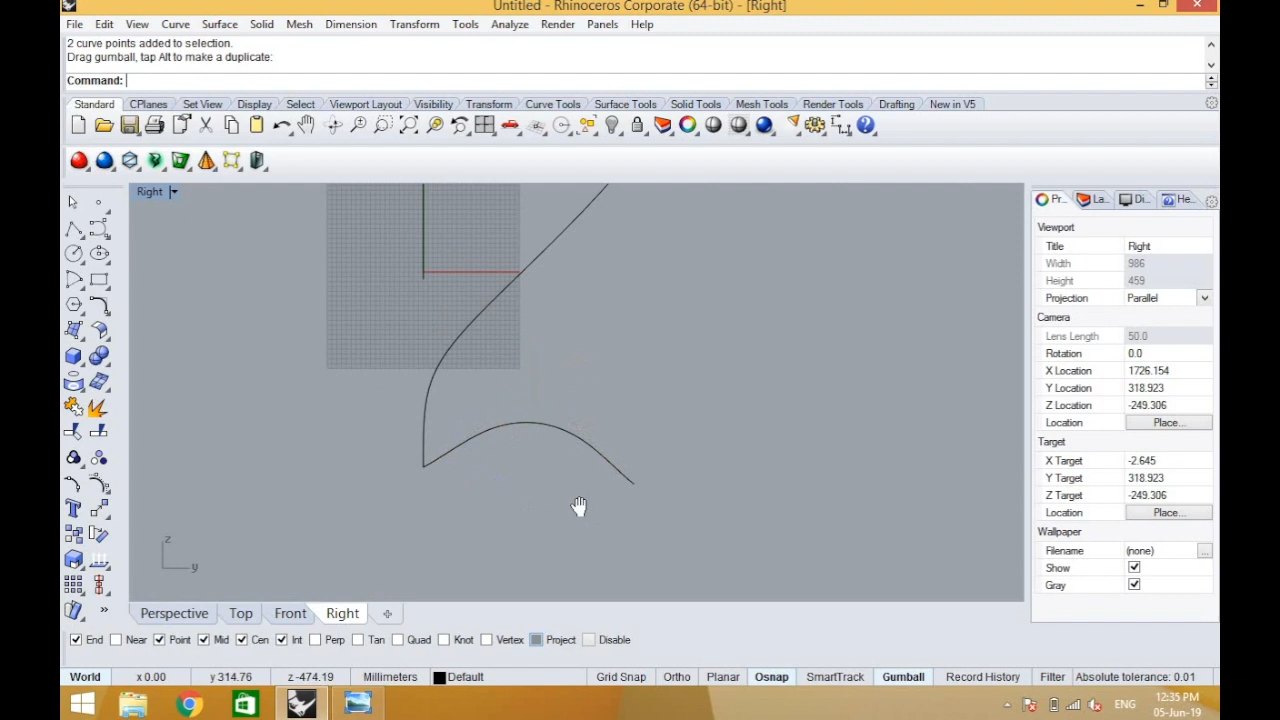 Untitled - Rhinoceros Corporate (64-bit) - [Right]
File Edit View Curve Surface Solid Mesh Dimension Transform Tools Analyze Render Panels Help
2 curve points added to selection.
Drag gumball, tap Alt to make a duplicate:
Command:
Standard CPlanes Set View Display Select Viewport Layout Visibility Transform Curve Tools Surface Tools Solid Tools Mesh Tools Render Tools Drafting New in V5
Right
Pr... La... Di... He...
Viewport
Title Right
Width 986
Height 459
Projection Parallel
Camera
Lens Length 50.0
Rotation 0.0
X Location 1726.154
Y Location 318.923
Z Location -249.306
Location Place...
Target
X Target -2.645
Y Target 318.923
Z Target -249.306
Location Place...
Wallpaper
Filename (none) ...
Show
Gray
z
y
Perspective Top Front Right
End Near Point Mid Cen Int Perp Tan Quad Knot Vertex Project Disable
World x 0.00 y 314.76 z -474.19 Millimeters Default Grid Snap Ortho Planar Osnap SmartTrack Gumball Record History Filter Absolute tolerance: 0.01
ENG
12:35 PM
05-Jun-19